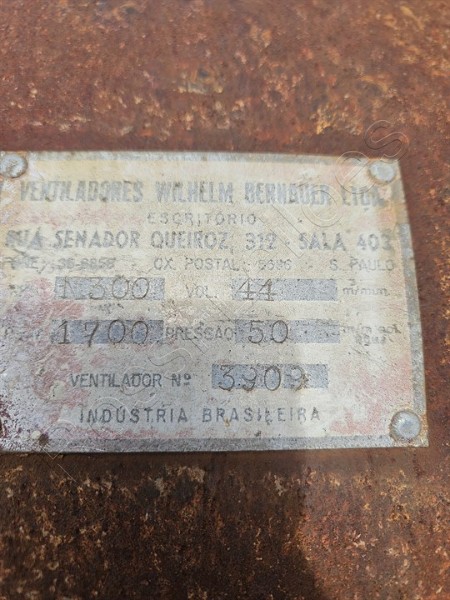 VENTILADORES WILHELM BERNAUER LTDA.
ESCRITÓRIO
RUA SENADOR QUEIROZ, 312 - SALA 403
CX. POSTAL, S. PAULO
N300 VOL. 44 m³/min.
1700 PRESSÃO 50
VENTILADOR Nº 3909
INDÚSTRIA BRASILEIRA